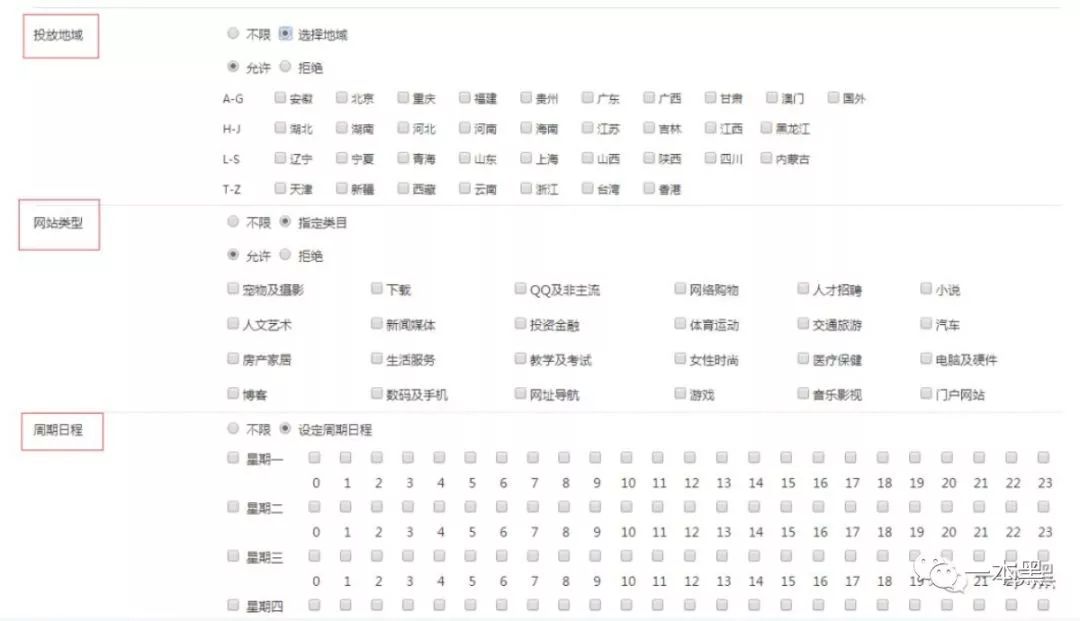 投放地域 不限 选择地域
允许 拒绝
A-G 安徽 北京 重庆 福建 贵州 广东 广西 甘肃 澳门 国外
H-J 湖北 湖南 河北 河南 海南 江苏 吉林 江西 黑龙江
L-S 辽宁 宁夏 青海 山东 上海 山西 陕西 四川 内蒙古
T-Z 天津 新疆 西藏 云南 浙江 台湾 香港
网站类型 不限 指定类目
允许 拒绝
宠物及摄影 下载 QQ及非主流 网络购物 人才招聘 小说
人文艺术 新闻媒体 投资金融 体育运动 交通旅游 汽车
房产家居 生活服务 教学及考试 女性时尚 医疗保健 电脑及硬件
博客 数码及手机 网址导航 游戏 音乐影视 门户网站
周期日程 不限 设定周期日程
星期一
0 1 2 3 4 5 6 7 8 9 10 11 12 13 14 15 16 17 18 19 20 21 22 23
星期二
0 1 2 3 4 5 6 7 8 9 10 11 12 13 14 15 16 17 18 19 20 21 22 23
星期三
0 1 2 3 4 5 6 7 8 9 10 11 12 13 14 15 16 17 18 19 21 22 23
一本黑
星期四